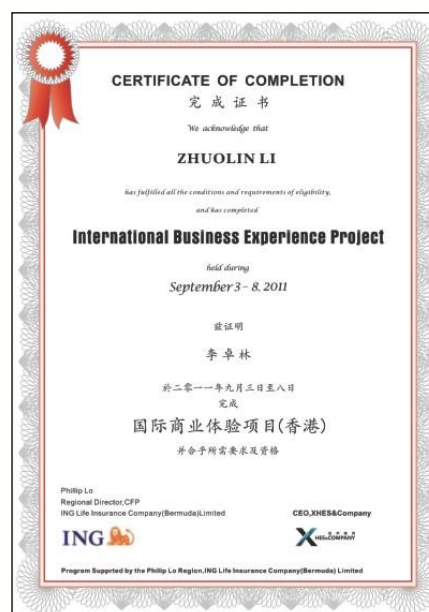 CERTIFICATE OF COMPLETION
完成证书
We acknowledge that
ZHUOLIN LI
has fulfilled all the conditions and requirements of eligibility,
and has completed
International Business Experience Project
held during
September 3 - 8, 2011
兹证明
李卓林
於二零一一年九月三日至八日
完成
国际商业体验项目(香港)
并合乎所需要求及资格
Phillip Lo
Regional Director,CFP
ING Life Insurance Company(Bermuda)Limited
CEO,XHES&Company
ING
X
HES&COMPANY
Program Supprted by the Philip Lo Region,ING Life Insurance Company(Bermuda) Limited